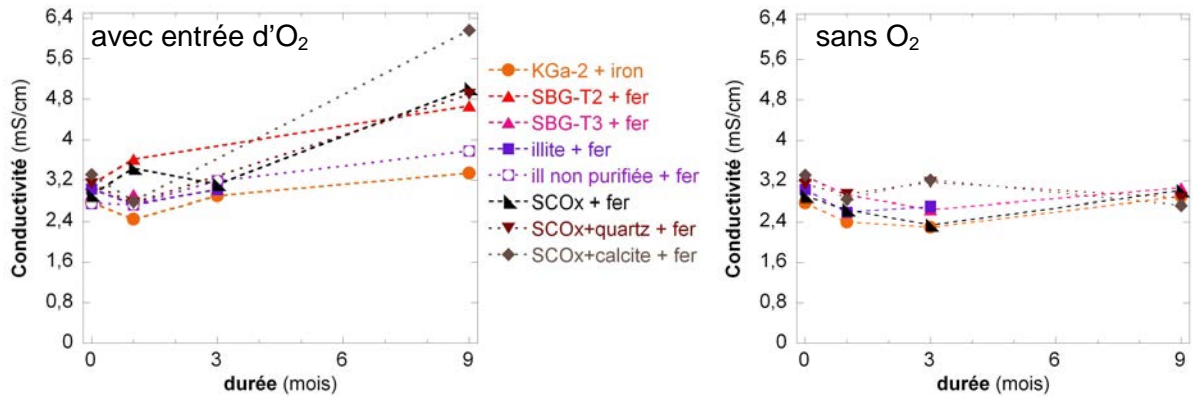 avec entrée d'O₂
Conductivité (mS/cm)
6,4
5,6
4,8
4
3,2
2,4
1,6
0,8
0
0 3 6 9
durée (mois)
KGa-2 + iron
SBG-T2 + fer
SBG-T3 + fer
illite + fer
ill non purifiée + fer
SCOx + fer
SCOx+quartz + fer
SCOx+calcite + fer
sans O₂
Conductivité (mS/cm)
6,4
5,6
4,8
4
3,2
2,4
1,6
0,8
0
0 3 6 9
durée (mois)